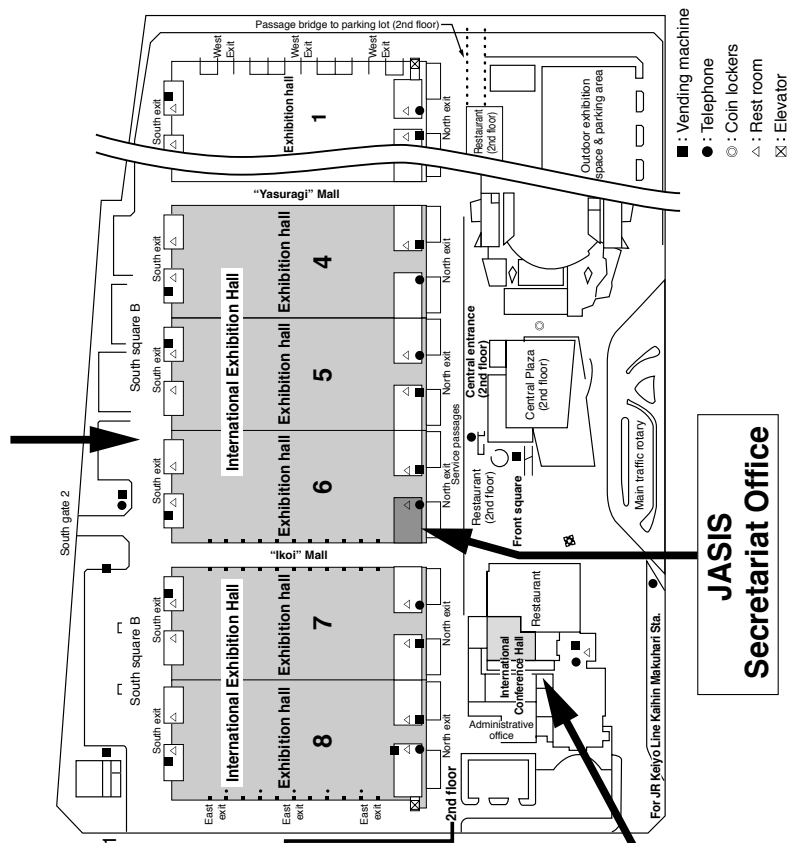 Passage bridge to parking lot (2nd floor)
West
Exit
West
Exit
West
Exit
South exit
Exhibition hall
1
North exit
Restaurant
(2nd floor)
Outdoor exhibition
space & parking area
■ : Vending machine
● : Telephone
◎ : Coin lockers
△ : Rest room
⊠ : Elevator
"Yasuragi" Mall
South square B
South exit
International Exhibition Hall
Exhibition hall
4
North exit
South exit
Exhibition hall
5
North exit
Central entrance
(2nd floor)
Central Plaza
(2nd floor)
South gate 2
South exit
Exhibition hall
6
North exit
Service passages
Restaurant
(2nd floor)
Front square
Main traffic rotary
"Ikoi" Mall
JASIS
Secretariat Office
South square B
South exit
International Exhibition Hall
Exhibition hall
7
North exit
Restaurant
International
Conference Hall
Administrative
office
South exit
Exhibition hall
8
North exit
East
exit
East
exit
East
exit
2nd floor
For JR Keiyo Line Kaihin Makuhari Sta.